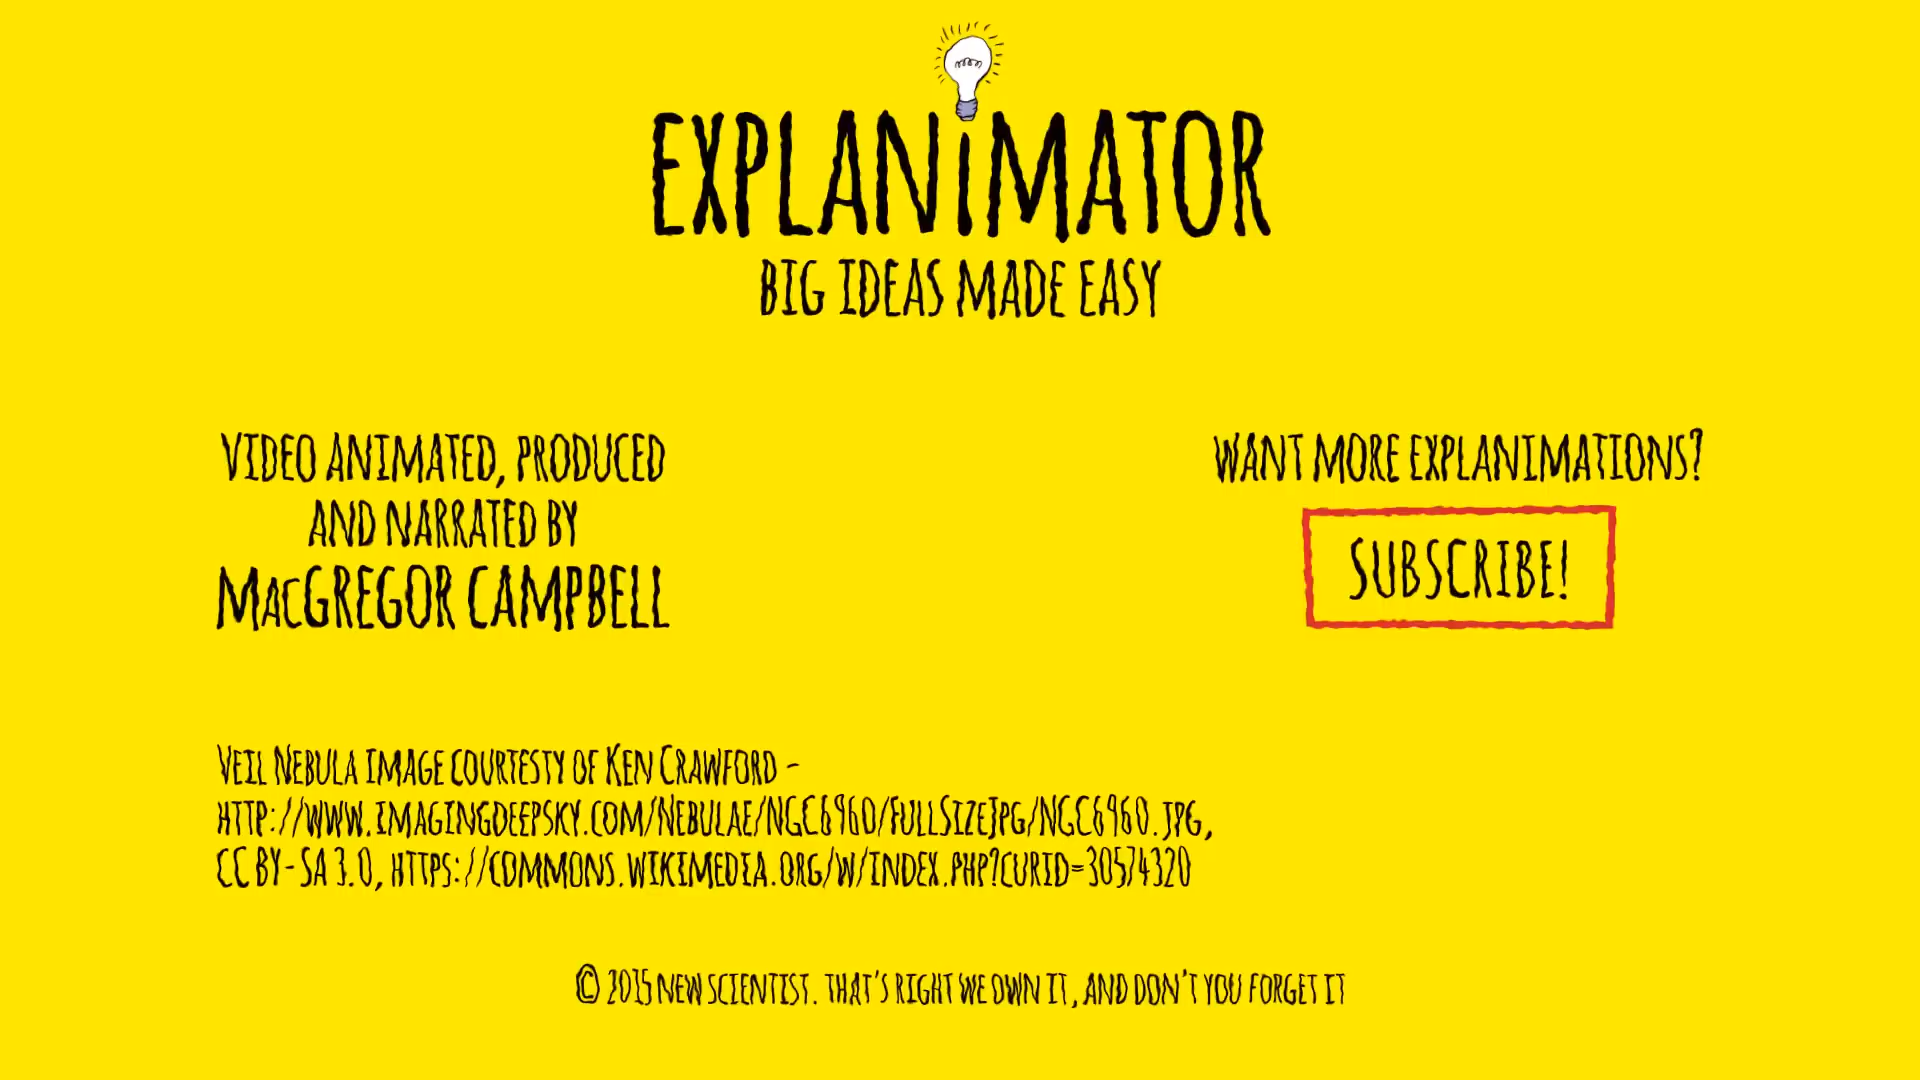 EXPLANiMATOR
BIG IDEAS MADE EASY
VIDEO ANIMATED, PRODUCED
AND NARRATED BY
MACGREGOR CAMPBELL
WANT MORE EXPLANIMATIONS?
SUBSCRIBE!
Veil Nebula image courtesty of Ken Crawford -
http://www.imagingdeepsky.com/Nebulae/NGC6960/FullSizeJpg/NGC6960.jpg,
CC BY-SA 3.0, https://commons.wikimedia.org/w/index.php?curid=30574320
© 2015 NEW SCIENTIST. THAT'S RIGHT WE OWN IT, AND DON'T YOU FORGET IT